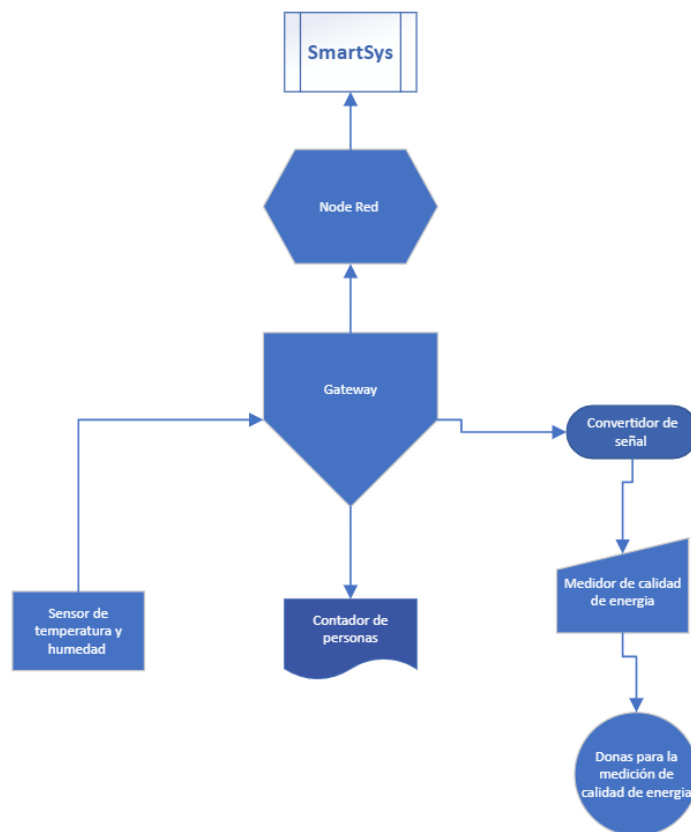 SmartSys
Node Red
Gateway
Convertidor de
señal
Medidor de calidad
de energia
Sensor de
temperatura y
humedad
Contador de
personas
Donas para la
medición de
calidad de energia